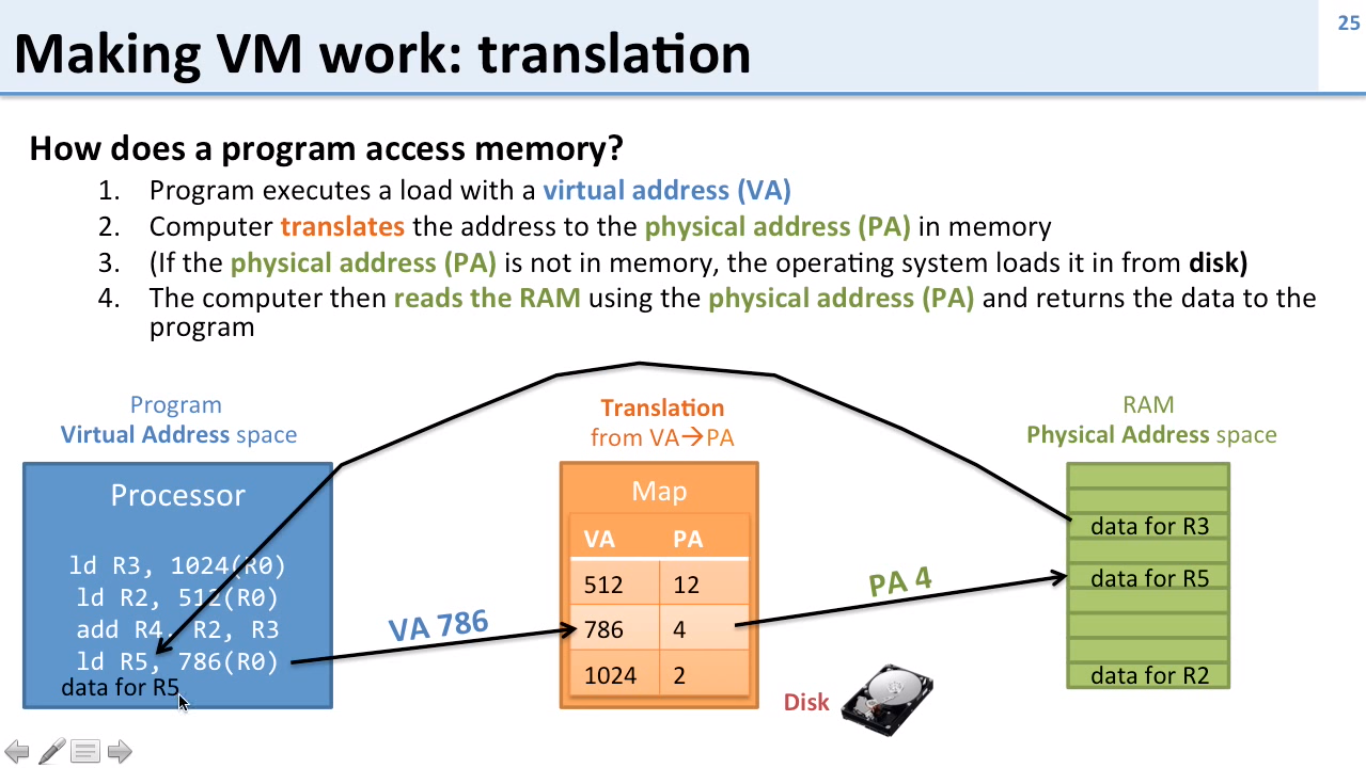 25
Making VM work: translation
How does a program access memory?
1. Program executes a load with a virtual address (VA)
2. Computer translates the address to the physical address (PA) in memory
3. (If the physical address (PA) is not in memory, the operating system loads it in from disk)
4. The computer then reads the RAM using the physical address (PA) and returns the data to the
program
Program
Virtual Address space
Processor
ld R3, 1024(R0)
ld R2, 512(R0)
add R4, R2, R3
ld R5, 786(R0)
data for R5
VA 786
Translation
from VA→PA
Map
VA PA
512 12
786 4
1024 2
PA 4
Disk
RAM
Physical Address space
data for R3
data for R5
data for R2